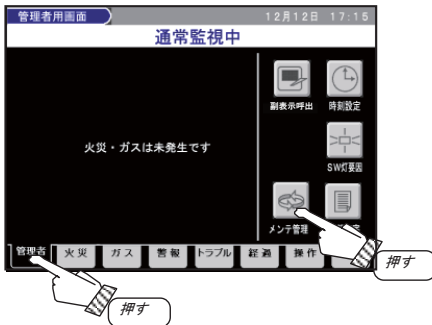 管理者用画面
12月12日 17:15
通常監視中
副表示呼出
時刻設定
火災・ガスは未発生です
SW灯要因
メンテ管理
管理者
火災
ガス
警報
トラブル
経過
操作
押す
押す